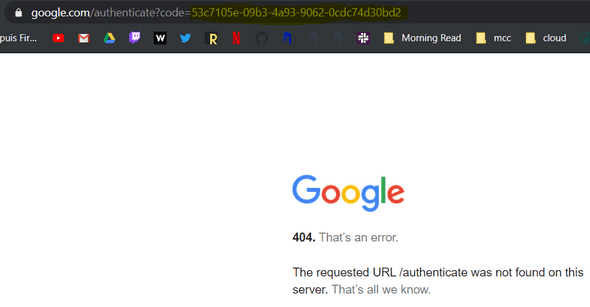 google.com/authenticate?code=53c7105e-09b3-4a93-9062-0cdc74d30bd2
puis Fir... W R N Morning Read mcc cloud
Google
404. That's an error.
The requested URL /authenticate was not found on this
server. That's all we know.